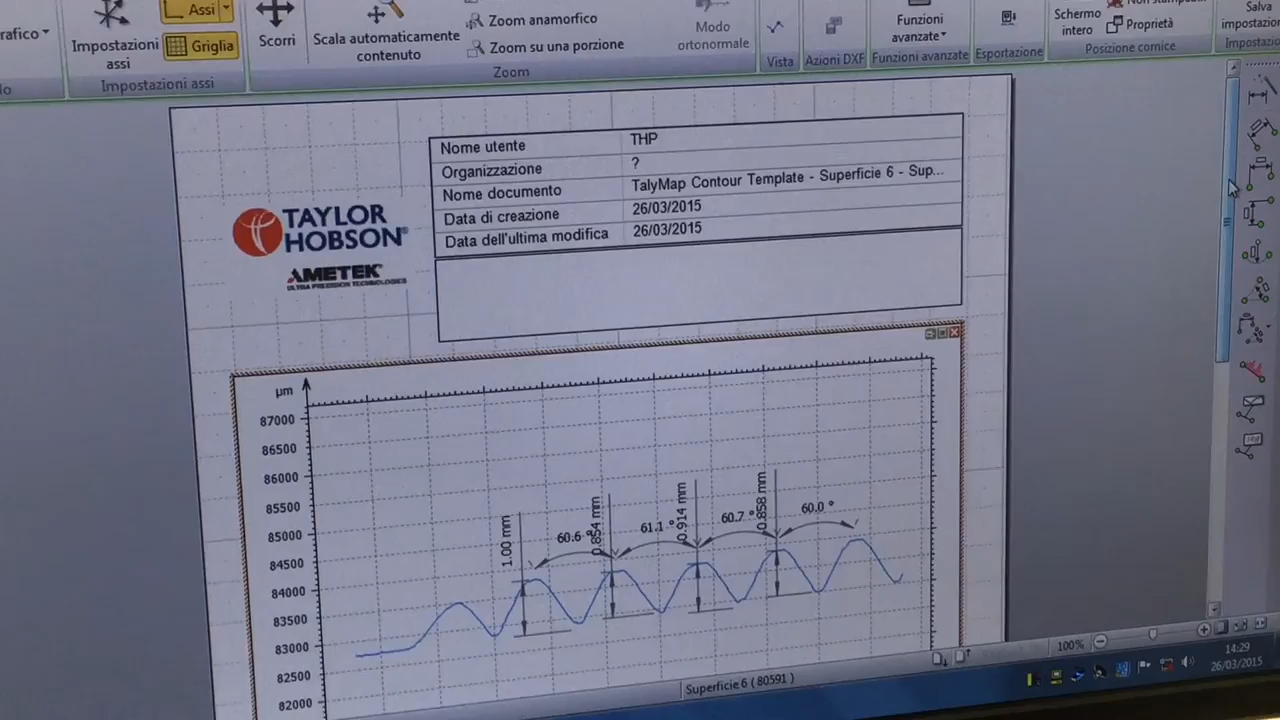 Assi
Griglia
Impostazioni
assi
Impostazioni assi
Scorri
Scala automaticamente
contenuto
Zoom anamorfico
Zoom su una porzione
Zoom
Modo
ortonormale
Vista
Azioni DXF
Funzioni
avanzate
Funzioni avanzate
Esportazione
Schermo
intero
Proprietà
Posizione cornice
Salva
TAYLOR
HOBSON
AMETEK
ULTRA PRECISION TECHNOLOGIES
Nome utente THP
Organizzazione ?
Nome documento TalyMap Contour Template - Superficie 6 - Sup...
Data di creazione 26/03/2015
Data dell'ultima modifica 26/03/2015
µm
87000
86500
86000
85500
85000
84500
84000
83500
83000
82500
82000
1.00 mm
60.6 °
0.854 mm
61.1 °
0.914 mm
60.7 °
0.858 mm
60.0 °
Superficie 6 ( 80591 )
100%
14:29
26/03/2015